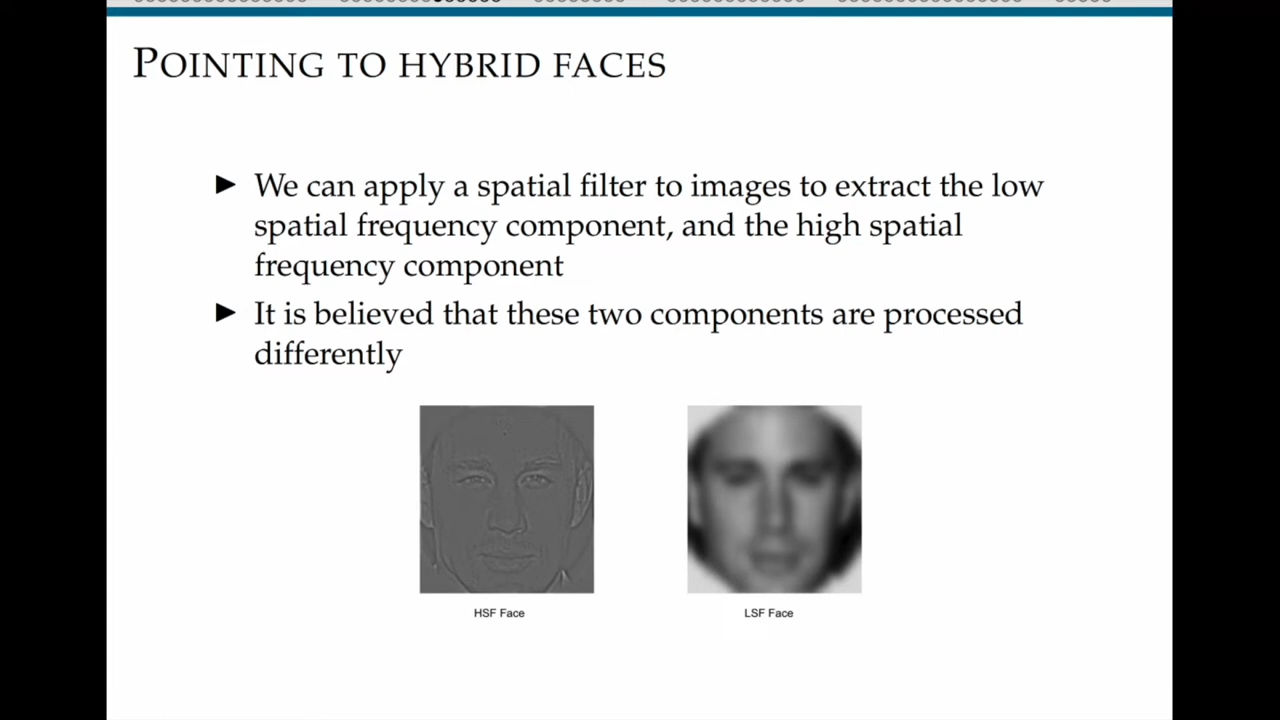 POINTING TO HYBRID FACES
► We can apply a spatial filter to images to extract the low
spatial frequency component, and the high spatial
frequency component
► It is believed that these two components are processed
differently
HSF Face
LSF Face